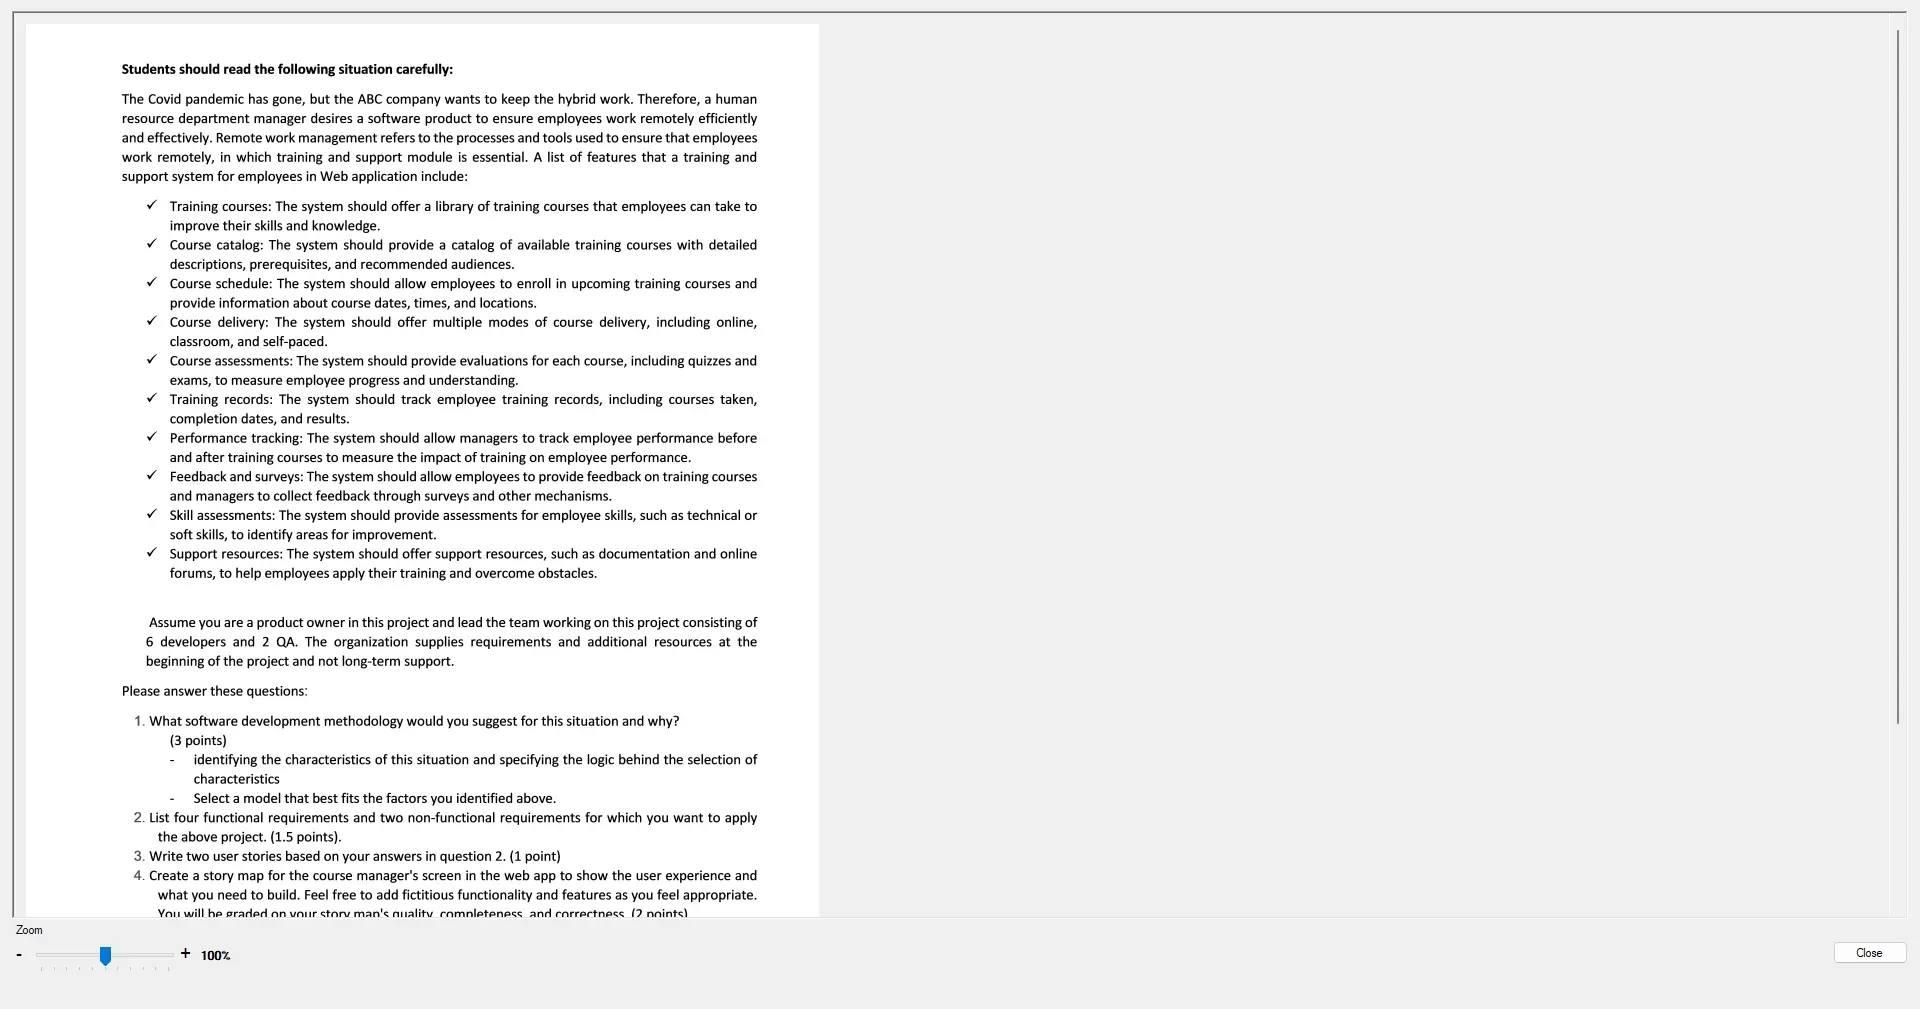 Students should read the following situation carefully:
The Covid pandemic has gone, but the ABC company wants to keep the hybrid work. Therefore, a human
resource department manager desires a software product to ensure employees work remotely efficiently
and effectively. Remote work management refers to the processes and tools used to ensure that employees
work remotely, in which training and support module is essential. A list of features that a training and
support system for employees in Web application include:
✓ Training courses: The system should offer a library of training courses that employees can take to
improve their skills and knowledge.
✓ Course catalog: The system should provide a catalog of available training courses with detailed
descriptions, prerequisites, and recommended audiences.
✓ Course schedule: The system should allow employees to enroll in upcoming training courses and
provide information about course dates, times, and locations.
✓ Course delivery: The system should offer multiple modes of course delivery, including online,
classroom, and self-paced.
✓ Course assessments: The system should provide evaluations for each course, including quizzes and
exams, to measure employee progress and understanding.
✓ Training records: The system should track employee training records, including courses taken,
completion dates, and results.
✓ Performance tracking: The system should allow managers to track employee performance before
and after training courses to measure the impact of training on employee performance.
✓ Feedback and surveys: The system should allow employees to provide feedback on training courses
and managers to collect feedback through surveys and other mechanisms.
✓ Skill assessments: The system should provide assessments for employee skills, such as technical or
soft skills, to identify areas for improvement.
✓ Support resources: The system should offer support resources, such as documentation and online
forums, to help employees apply their training and overcome obstacles.
Assume you are a product owner in this project and lead the team working on this project consisting of
6 developers and 2 QA. The organization supplies requirements and additional resources at the
beginning of the project and not long-term support.
Please answer these questions:
1. What software development methodology would you suggest for this situation and why?
(3 points)
- identifying the characteristics of this situation and specifying the logic behind the selection of
characteristics
- Select a model that best fits the factors you identified above.
2. List four functional requirements and two non-functional requirements for which you want to apply
the above project. (1.5 points).
3. Write two user stories based on your answers in question 2. (1 point)
4. Create a story map for the course manager's screen in the web app to show the user experience and
what you need to build. Feel free to add fictitious functionality and features as you feel appropriate.
You will be graded on your story map's quality, completeness, and correctness. (2 points)
Zoom
- + 100%
Close